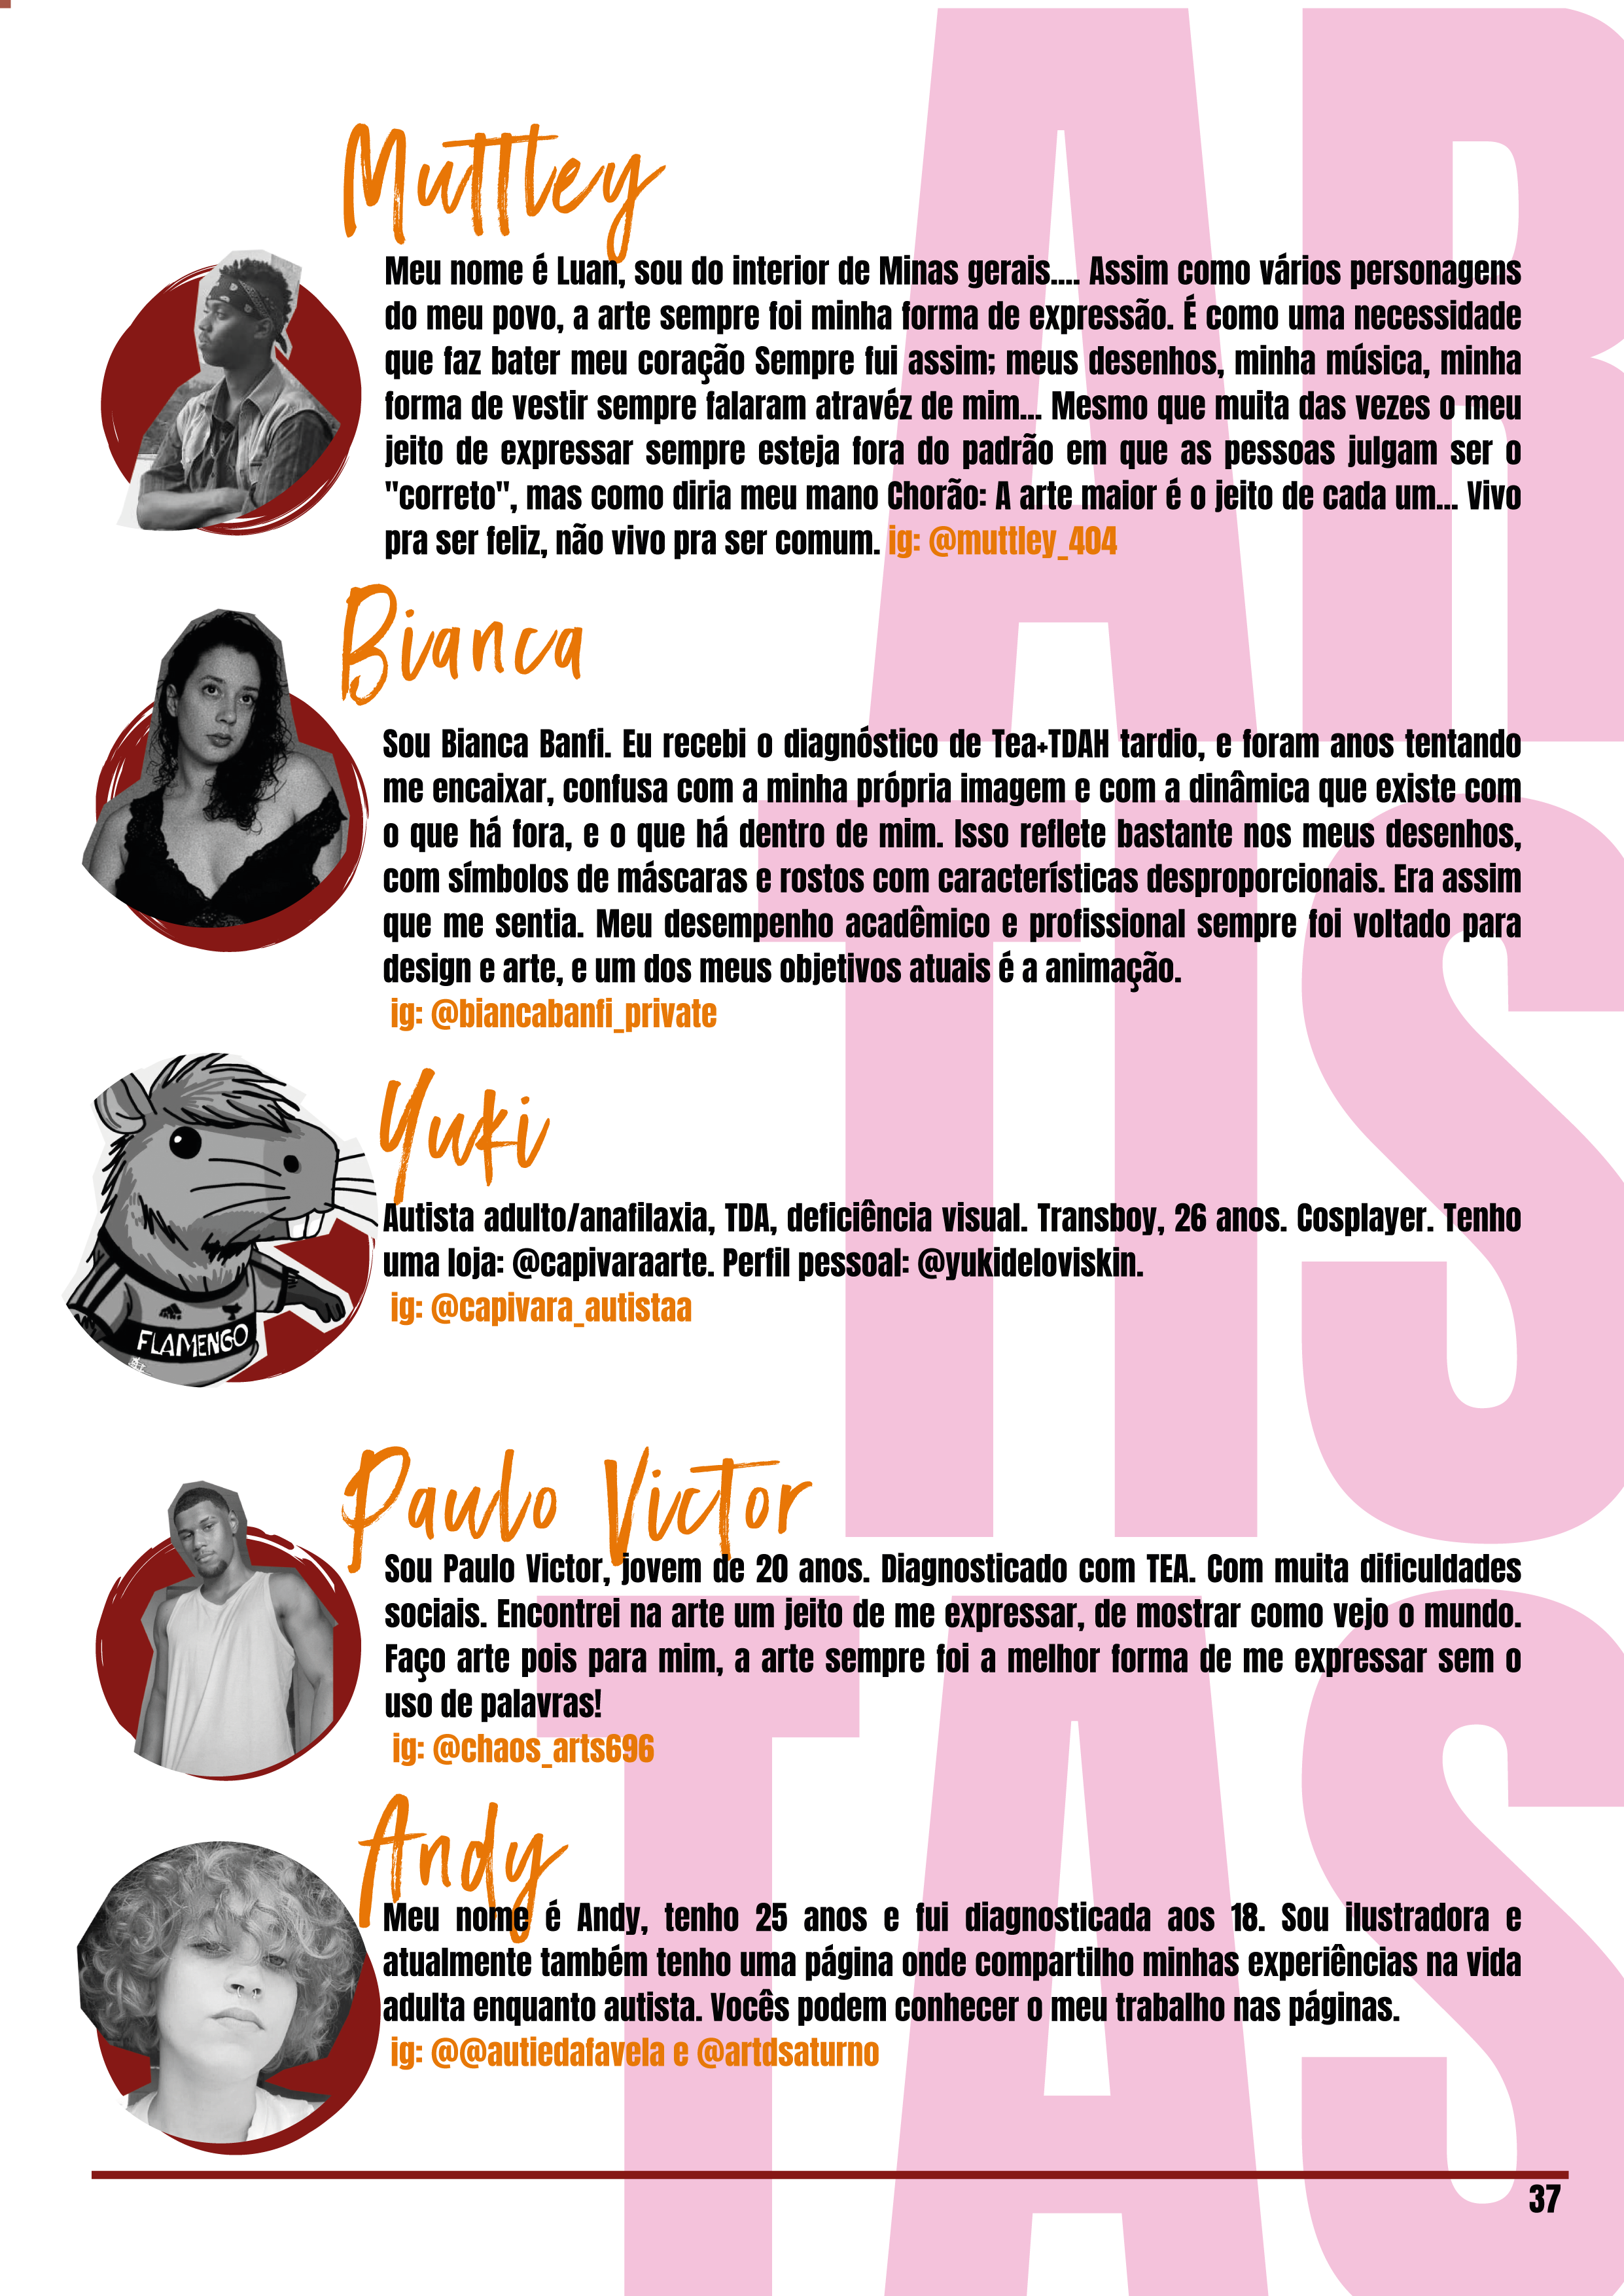 AR
TIS
TAS
Muttley
Meu nome é Luan, sou do interior de Minas gerais.... Assim como vários personagens
do meu povo, a arte sempre foi minha forma de expressão. É como uma necessidade
que faz bater meu coração Sempre fui assim; meus desenhos, minha música, minha
forma de vestir sempre falaram atravéz de mim... Mesmo que muita das vezes o meu
jeito de expressar sempre esteja fora do padrão em que as pessoas julgam ser o
"correto", mas como diria meu mano Chorão: A arte maior é o jeito de cada um... Vivo
pra ser feliz, não vivo pra ser comum. ig: @muttley_404
Bianca
Sou Bianca Banfi. Eu recebi o diagnóstico de Tea+TDAH tardio, e foram anos tentando
me encaixar, confusa com a minha própria imagem e com a dinâmica que existe com
o que há fora, e o que há dentro de mim. Isso reflete bastante nos meus desenhos,
com símbolos de máscaras e rostos com características desproporcionais. Era assim
que me sentia. Meu desempenho acadêmico e profissional sempre foi voltado para
design e arte, e um dos meus objetivos atuais é a animação.
ig: @biancabanfi_private
Yuki
Autista adulto/anafilaxia, TDA, deficiência visual. Transboy, 26 anos. Cosplayer. Tenho
uma loja: @capivaraarte. Perfil pessoal: @yukideloviskin.
ig: @capivara_autistaa
FLAMENGO
Paulo Victor
Sou Paulo Victor, jovem de 20 anos. Diagnosticado com TEA. Com muita dificuldades
sociais. Encontrei na arte um jeito de me expressar, de mostrar como vejo o mundo.
Faço arte pois para mim, a arte sempre foi a melhor forma de me expressar sem o
uso de palavras!
ig: @chaos_arts696
Andy
Meu nome é Andy, tenho 25 anos e fui diagnosticada aos 18. Sou ilustradora e
atualmente também tenho uma página onde compartilho minhas experiências na vida
adulta enquanto autista. Vocês podem conhecer o meu trabalho nas páginas.
ig: @@autiedafavela e @artdsaturno
37